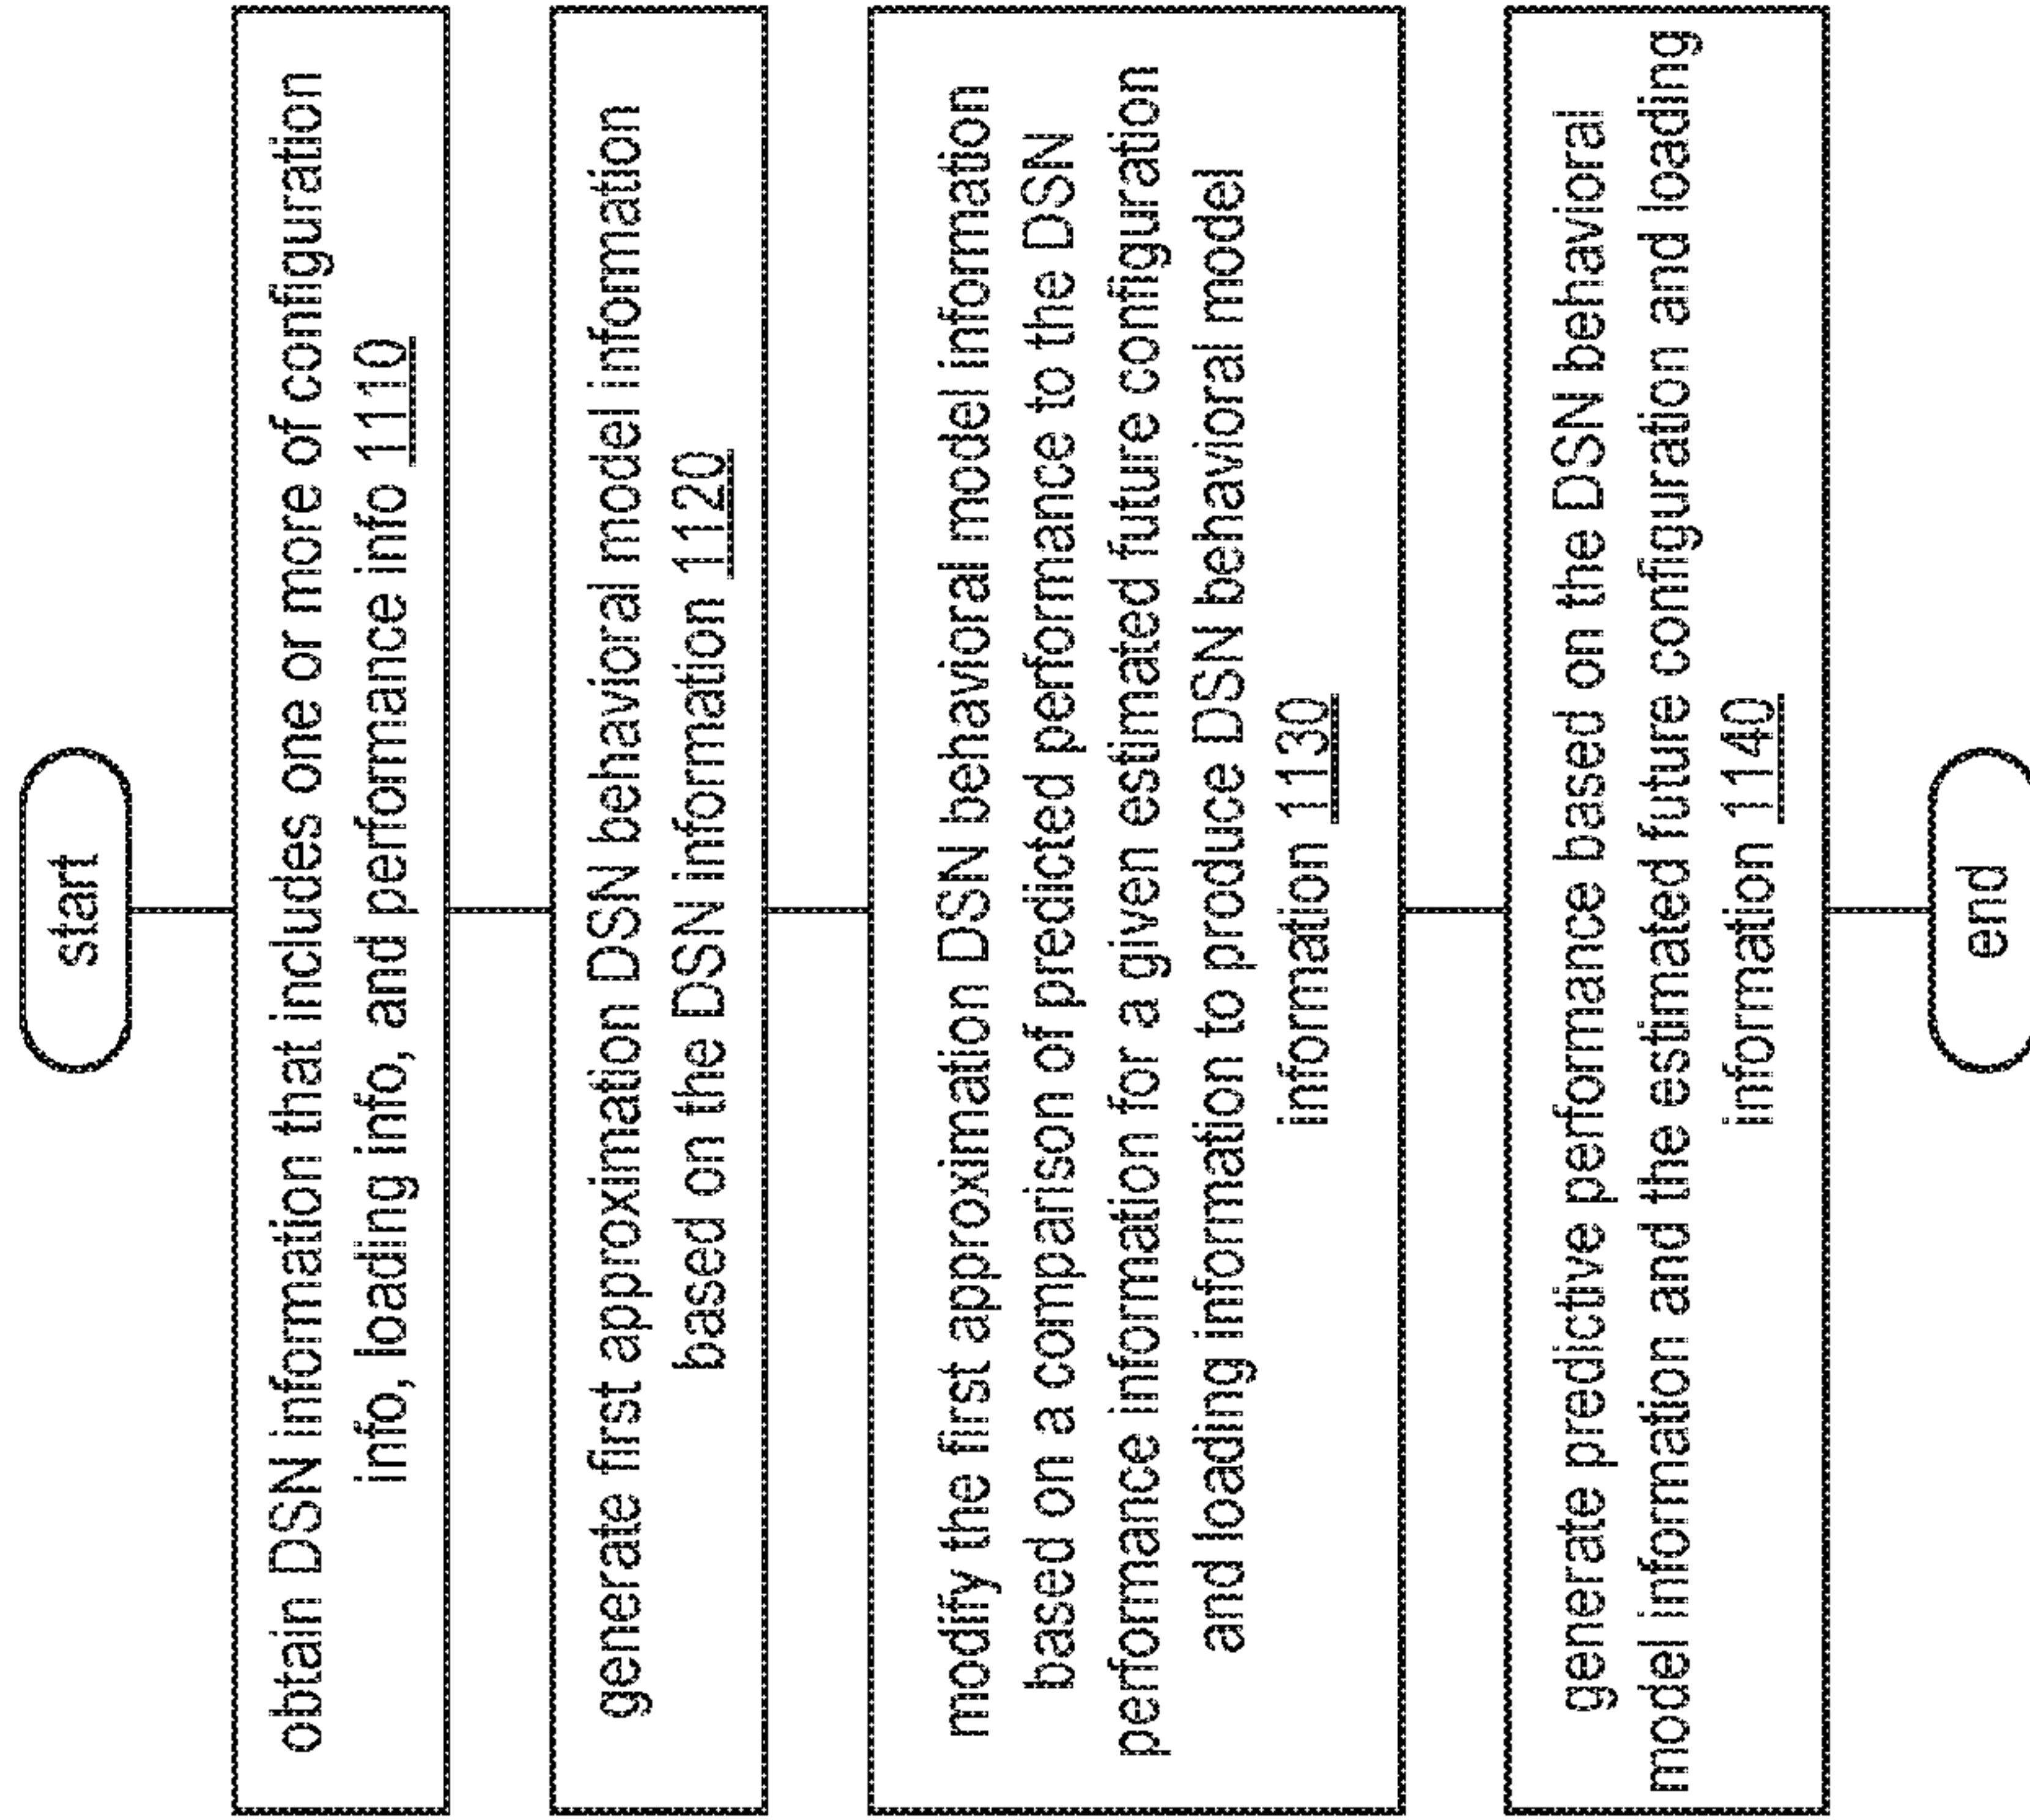 start
obtain DSN information that includes one or more of configuration
info, loading info, and performance info 1110
generate first approximation DSN behavioral model information
based on the DSN information 1120
modify the first approximation DSN behavioral model information
based on a comparison of predicted performance to the DSN
performance information for a given estimated future configuration
and loading information to produce DSN behavioral model
information 1130
generate predictive performance based on the DSN behavioral
model information and the estimated future configuration and loading
information 1140
end